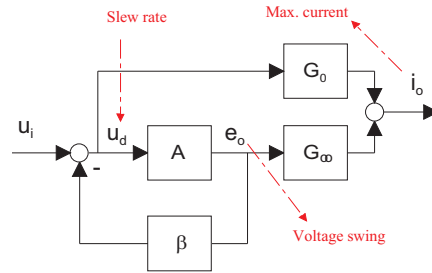 Max. current
Slew rate
G0
io
ui
ud
A
eo
G∞
-
β
Voltage swing